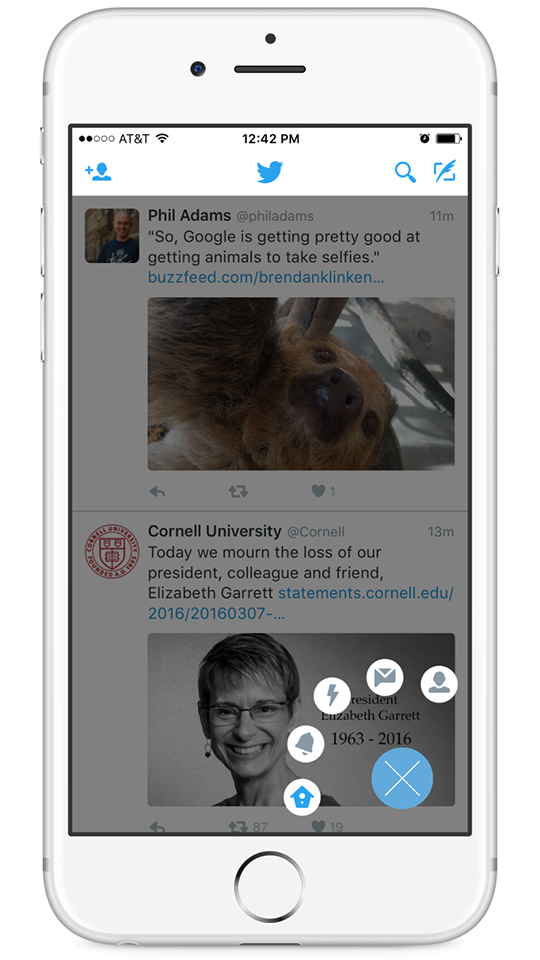 AT&T 12:42 PM
Phil Adams @philadams 11m
"So, Google is getting pretty good at
getting animals to take selfies."
buzzfeed.com/brendanklinken...
1
Cornell University @Cornell 13m
CORNELL UNIVERSITY
FOUNDED A.D. 1865
Today we mourn the loss of our
president, colleague and friend,
Elizabeth Garrett statements.cornell.edu/
2016/20160307-...
resident
Elizabeth Garrett
1963 - 2016
87 19